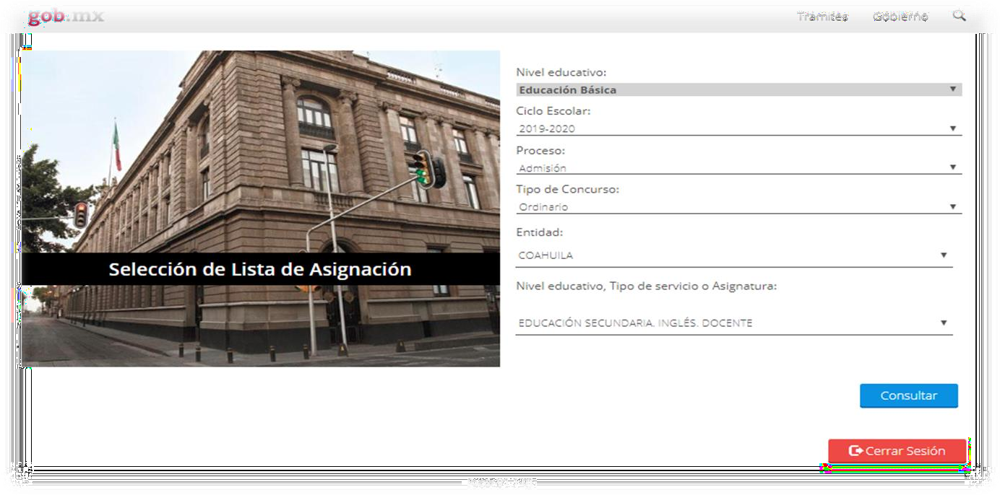 gob.mx
Trámites Gobierno
Nivel educativo:
Educación Básica
Ciclo Escolar:
2019-2020
Proceso:
Admisión
Tipo de Concurso:
Ordinario
Entidad:
COAHUILA
Selección de Lista de Asignación
Nivel educativo, Tipo de servicio o Asignatura:
EDUCACIÓN SECUNDARIA. INGLÉS. DOCENTE
Consultar
Cerrar Sesión